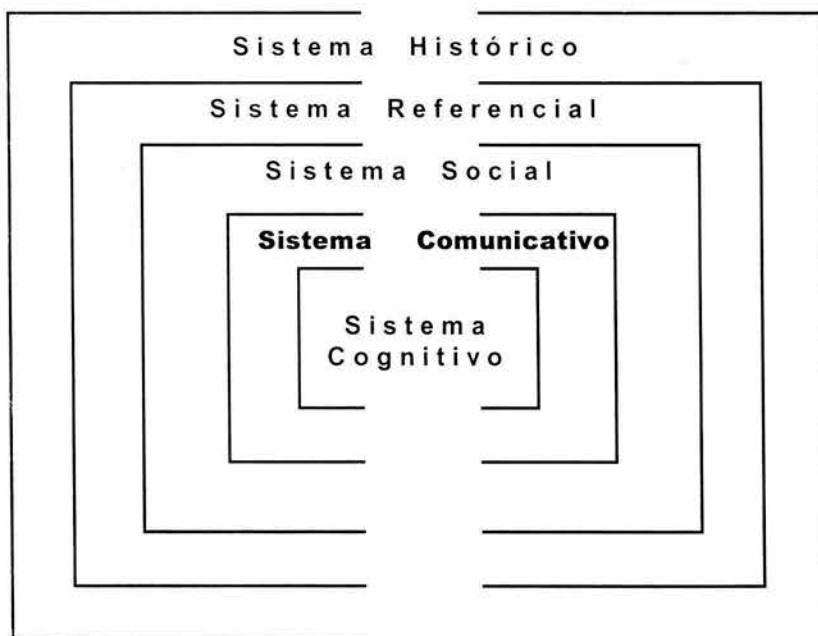 Sistema Histórico
Sistema Referencial
Sistema Social
Sistema Comunicativo
Sistema
Cognitivo